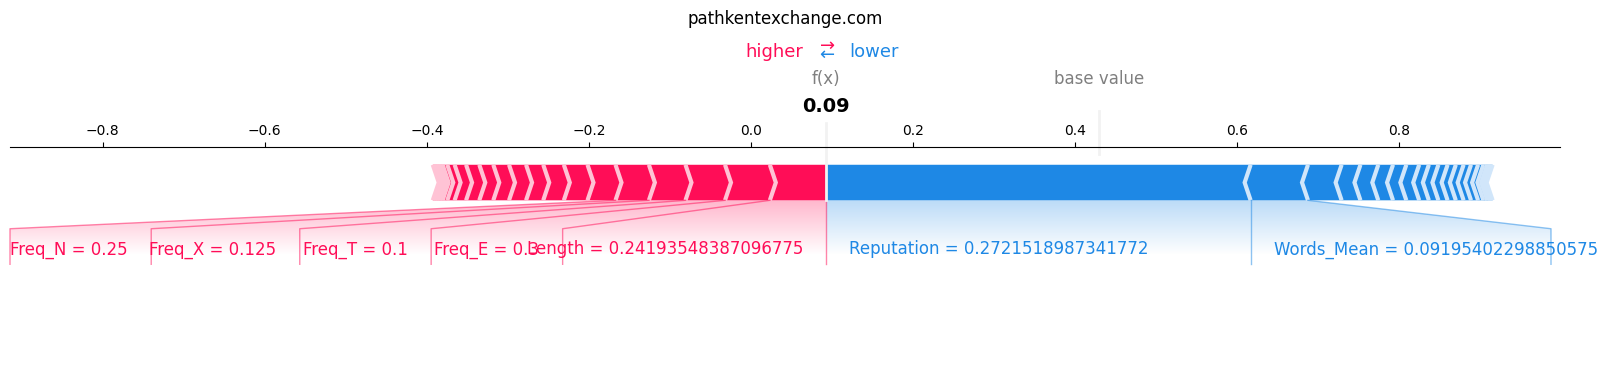 pathkentexchange.com
higher ⇄ lower
f(x) base value
0.09
−0.8 −0.6 −0.4 −0.2 0.0 0.2 0.4 0.6 0.8
Freq_N = 0.25 Freq_X = 0.125 Freq_T = 0.1 Freq_E = 0.3 Length = 0.24193548387096775 Reputation = 0.2721518987341772 Words_Mean = 0.09195402298850575